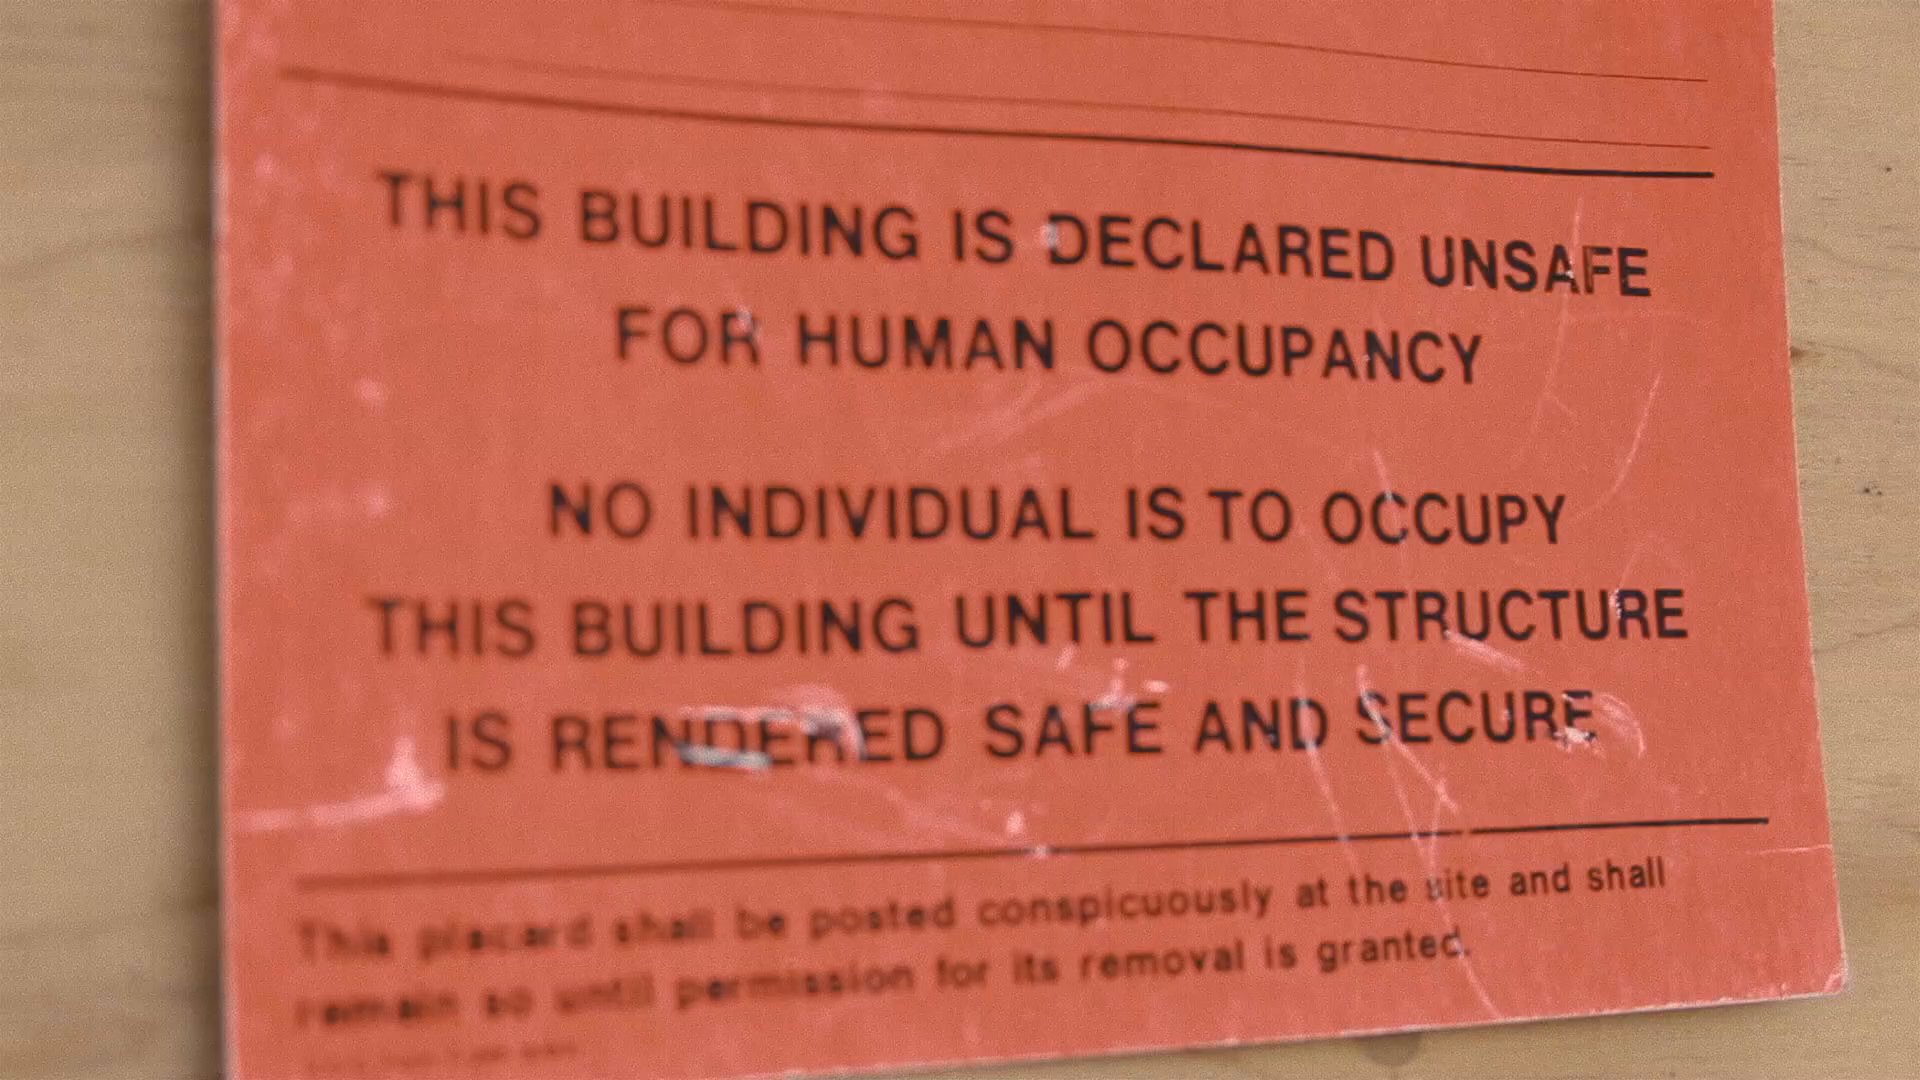 THIS BUILDING IS DECLARED UNSAFE
FOR HUMAN OCCUPANCY
NO INDIVIDUAL IS TO OCCUPY
THIS BUILDING UNTIL THE STRUCTURE
IS RENDERED SAFE AND SECURE
This placard shall be posted conspicuously at the site and shall
remain so until permission for its removal is granted.